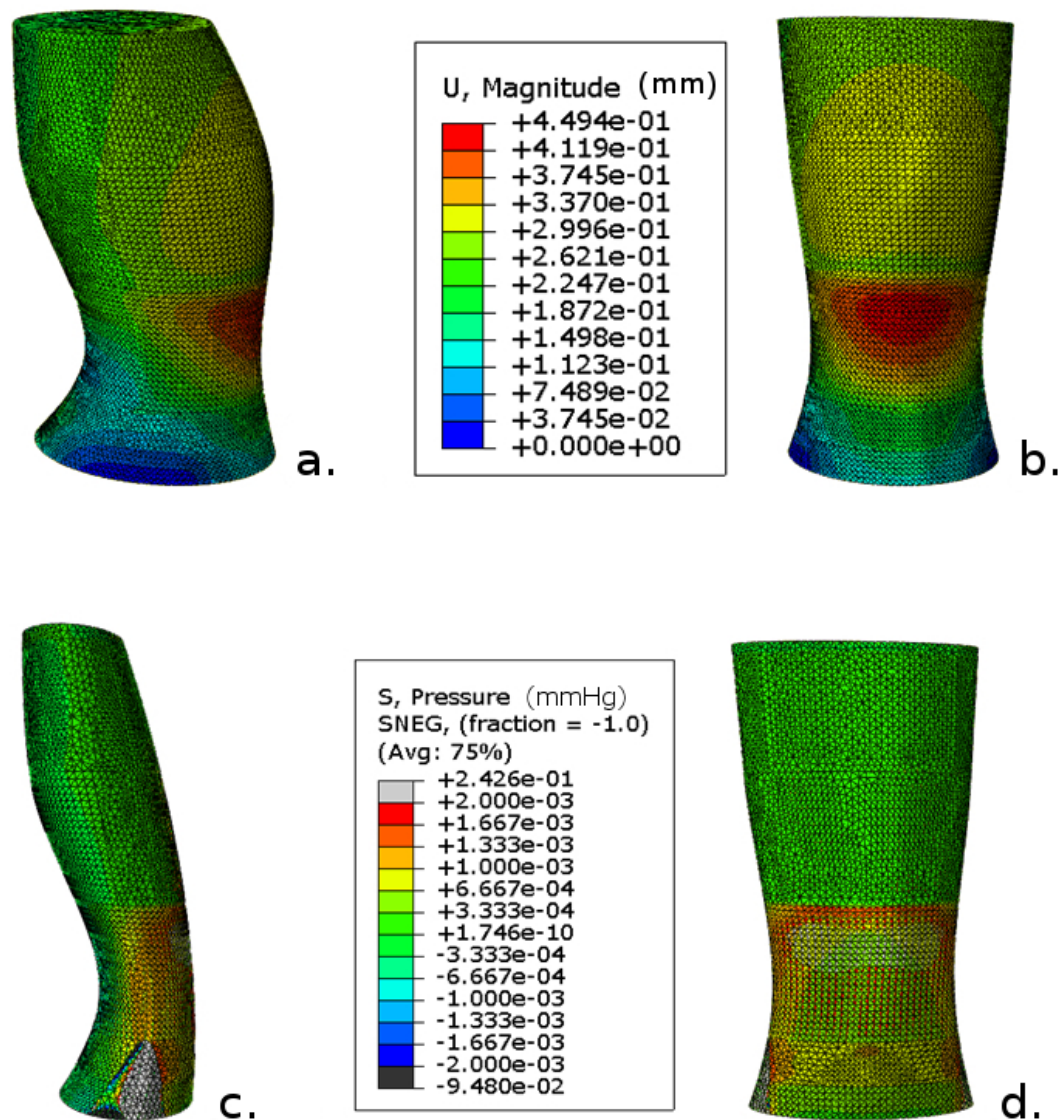 U, Magnitude (mm)
+4.494e-01
+4.119e-01
+3.745e-01
+3.370e-01
+2.996e-01
+2.621e-01
+2.247e-01
+1.872e-01
+1.498e-01
+1.123e-01
+7.489e-02
+3.745e-02
+0.000e+00
a.
b.
S, Pressure (mmHg)
SNEG, (fraction = -1.0)
(Avg: 75%)
+2.426e-01
+2.000e-03
+1.667e-03
+1.333e-03
+1.000e-03
+6.667e-04
+3.333e-04
+1.746e-10
-3.333e-04
-6.667e-04
-1.000e-03
-1.333e-03
-1.667e-03
-2.000e-03
-9.480e-02
c.
d.